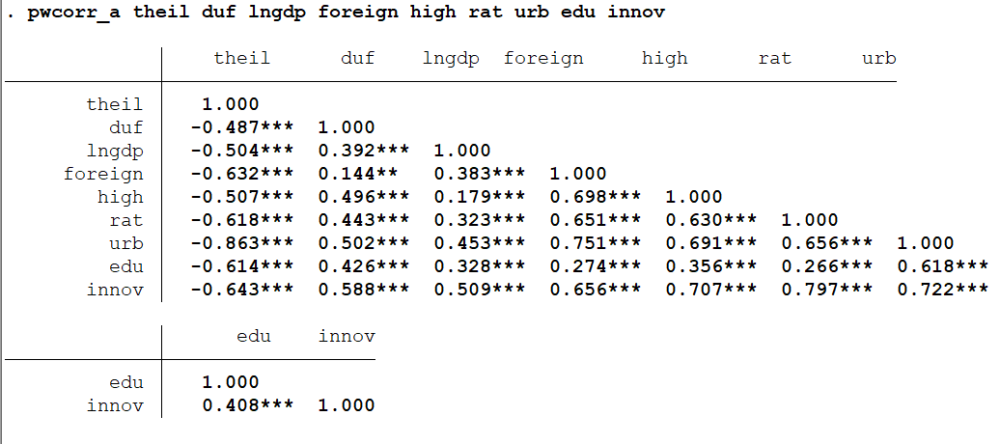 . pwcorr_a theil duf lngdp foreign high rat urb edu innov
theil duf lngdp foreign high rat urb
theil 1.000
duf -0.487*** 1.000
lngdp -0.504*** 0.392*** 1.000
foreign -0.632*** 0.144** 0.383*** 1.000
high -0.507*** 0.496*** 0.179*** 0.698*** 1.000
rat -0.618*** 0.443*** 0.323*** 0.651*** 0.630*** 1.000
urb -0.863*** 0.502*** 0.453*** 0.751*** 0.691*** 0.656*** 1.000
edu -0.614*** 0.426*** 0.328*** 0.274*** 0.356*** 0.266*** 0.618***
innov -0.643*** 0.588*** 0.509*** 0.656*** 0.707*** 0.797*** 0.722***
edu innov
edu 1.000
innov 0.408*** 1.000